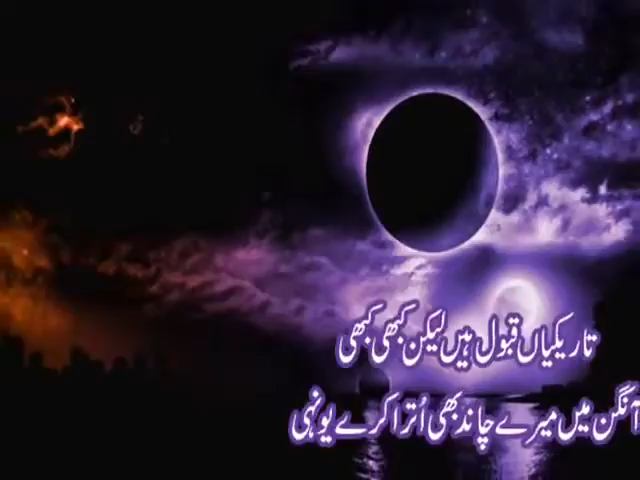 تاریکیاں قبول ہیں لیکن کبھی کبھی
آنگن میں میرے چاند بھی اُترا کرے یونہی